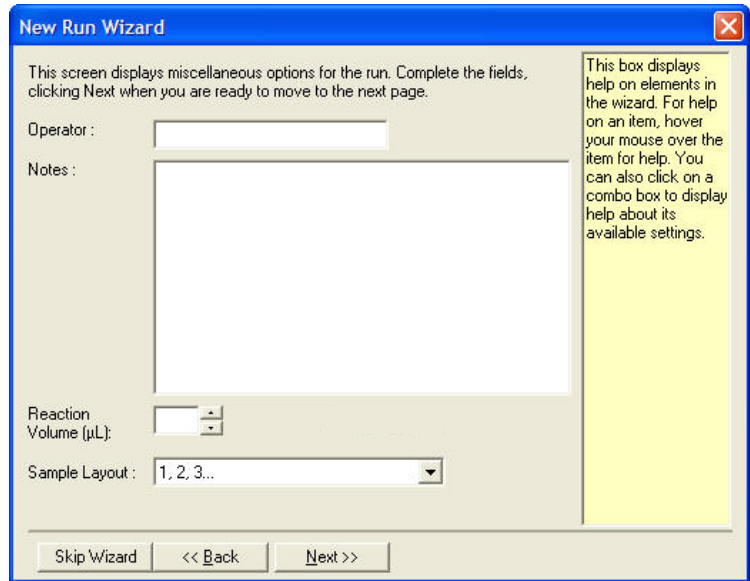 New Run Wizard
This screen displays miscellaneous options for the run. Complete the fields,
clicking Next when you are ready to move to the next page.
Operator :
Notes :
Reaction
Volume (µL):
Sample Layout : 1, 2, 3...
This box displays
help on elements in
the wizard. For help
on an item, hover
your mouse over the
item for help. You
can also click on a
combo box to display
help about its
available settings.
Skip Wizard << Back Next >>